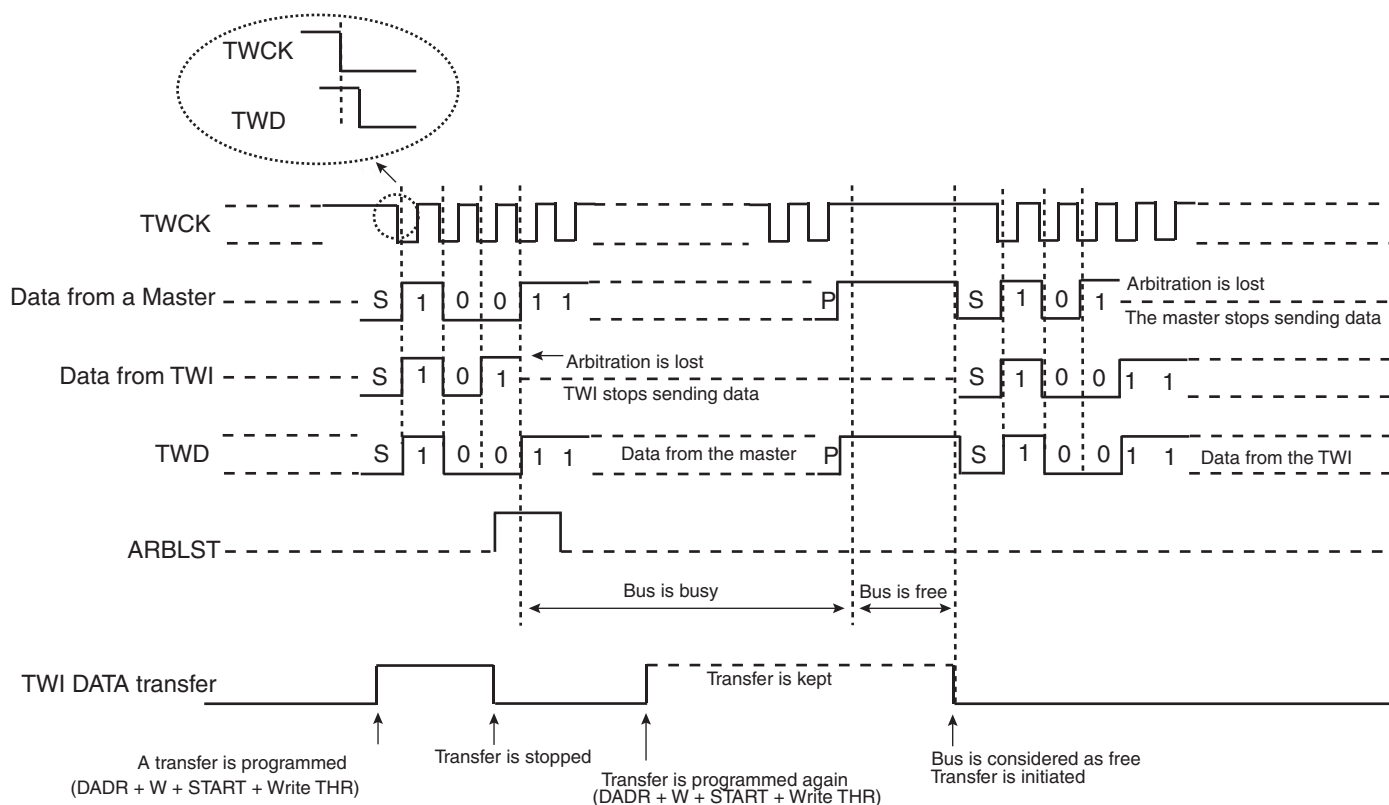 TWCK
TWD
TWCK
Data from a Master S 1 0 0 1 1 P S 1 0 1 Arbitration is lost
The master stops sending data
Data from TWI S 1 0 1 Arbitration is lost S 1 0 0 1 1
TWI stops sending data
TWD S 1 0 0 1 1 Data from the master P S 1 0 0 1 1 Data from the TWI
ARBLST
Bus is busy Bus is free
TWI DATA transfer Transfer is kept
A transfer is programmed
(DADR + W + START + Write THR)
Transfer is stopped
Transfer is programmed again
(DADR + W + START + Write THR)
Bus is considered as free
Transfer is initiated